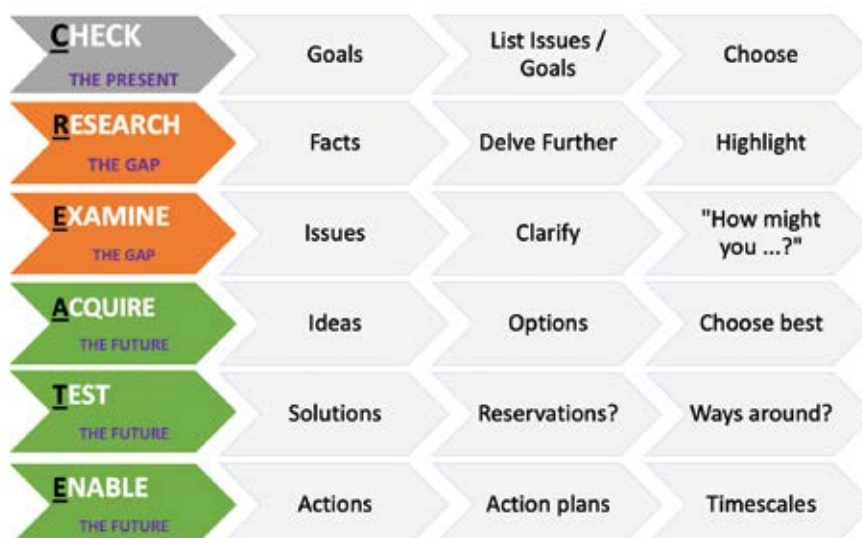 CHECK
THE PRESENT
Goals
List Issues /
Goals
Choose
RESEARCH
THE GAP
Facts
Delve Further
Highlight
EXAMINE
THE GAP
Issues
Clarify
"How might
you ...?"
ACQUIRE
THE FUTURE
Ideas
Options
Choose best
TEST
THE FUTURE
Solutions
Reservations?
Ways around?
ENABLE
THE FUTURE
Actions
Action plans
Timescales